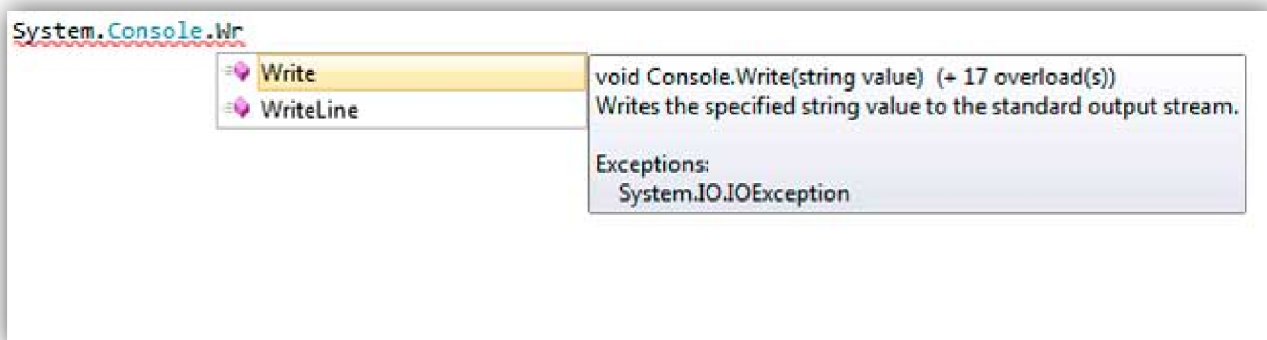 System.Console.Wr
Write
WriteLine
void Console.Write(string value) (+ 17 overload(s))
Writes the specified string value to the standard output stream.
Exceptions:
System.IO.IOException